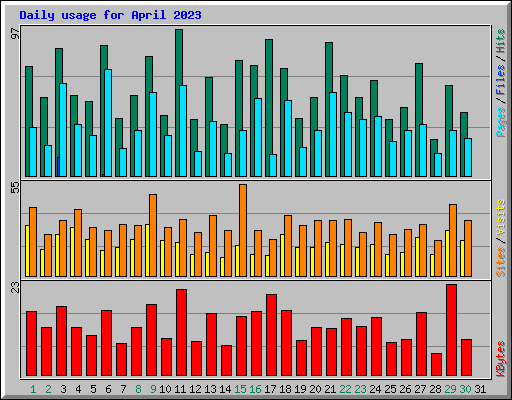 Daily usage for April 2023
97
Pages / Files / Hits
55
Sites / Visits
23
KBytes
1 2 3 4 5 6 7 8 9 10 11 12 13 14 15 16 17 18 19 20 21 22 23 24 25 26 27 28 29 30 31